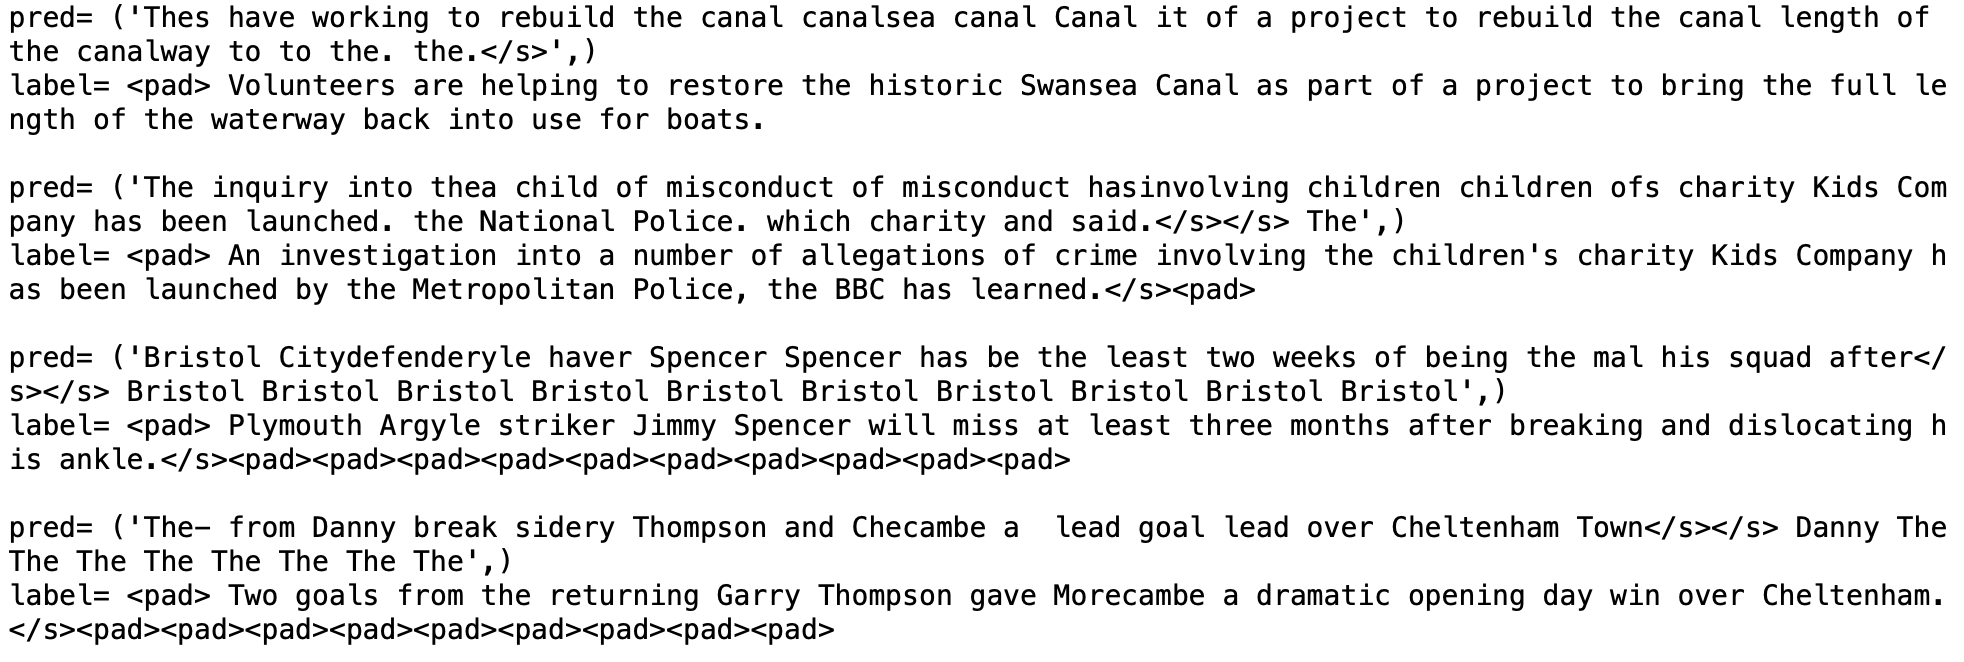 pred= ('Thes have working to rebuild the canal canalsea canal Canal it of a project to rebuild the canal length of
the canalway to to the. the.</s>',)
label= <pad> Volunteers are helping to restore the historic Swansea Canal as part of a project to bring the full le
ngth of the waterway back into use for boats.

pred= ('The inquiry into thea child of misconduct of misconduct hasinvolving children children ofs charity Kids Com
pany has been launched. the National Police. which charity and said.</s></s> The',)
label= <pad> An investigation into a number of allegations of crime involving the children's charity Kids Company h
as been launched by the Metropolitan Police, the BBC has learned.</s><pad>

pred= ('Bristol Citydefenderyle haver Spencer Spencer has be the least two weeks of being the mal his squad after</
s></s> Bristol Bristol Bristol Bristol Bristol Bristol Bristol Bristol Bristol Bristol',)
label= <pad> Plymouth Argyle striker Jimmy Spencer will miss at least three months after breaking and dislocating h
is ankle.</s><pad><pad><pad><pad><pad><pad><pad><pad><pad><pad>

pred= ('The– from Danny break sidery Thompson and Checambe a  lead goal lead over Cheltenham Town</s></s> Danny The
The The The The The The The',)
label= <pad> Two goals from the returning Garry Thompson gave Morecambe a dramatic opening day win over Cheltenham.
</s><pad><pad><pad><pad><pad><pad><pad><pad><pad>